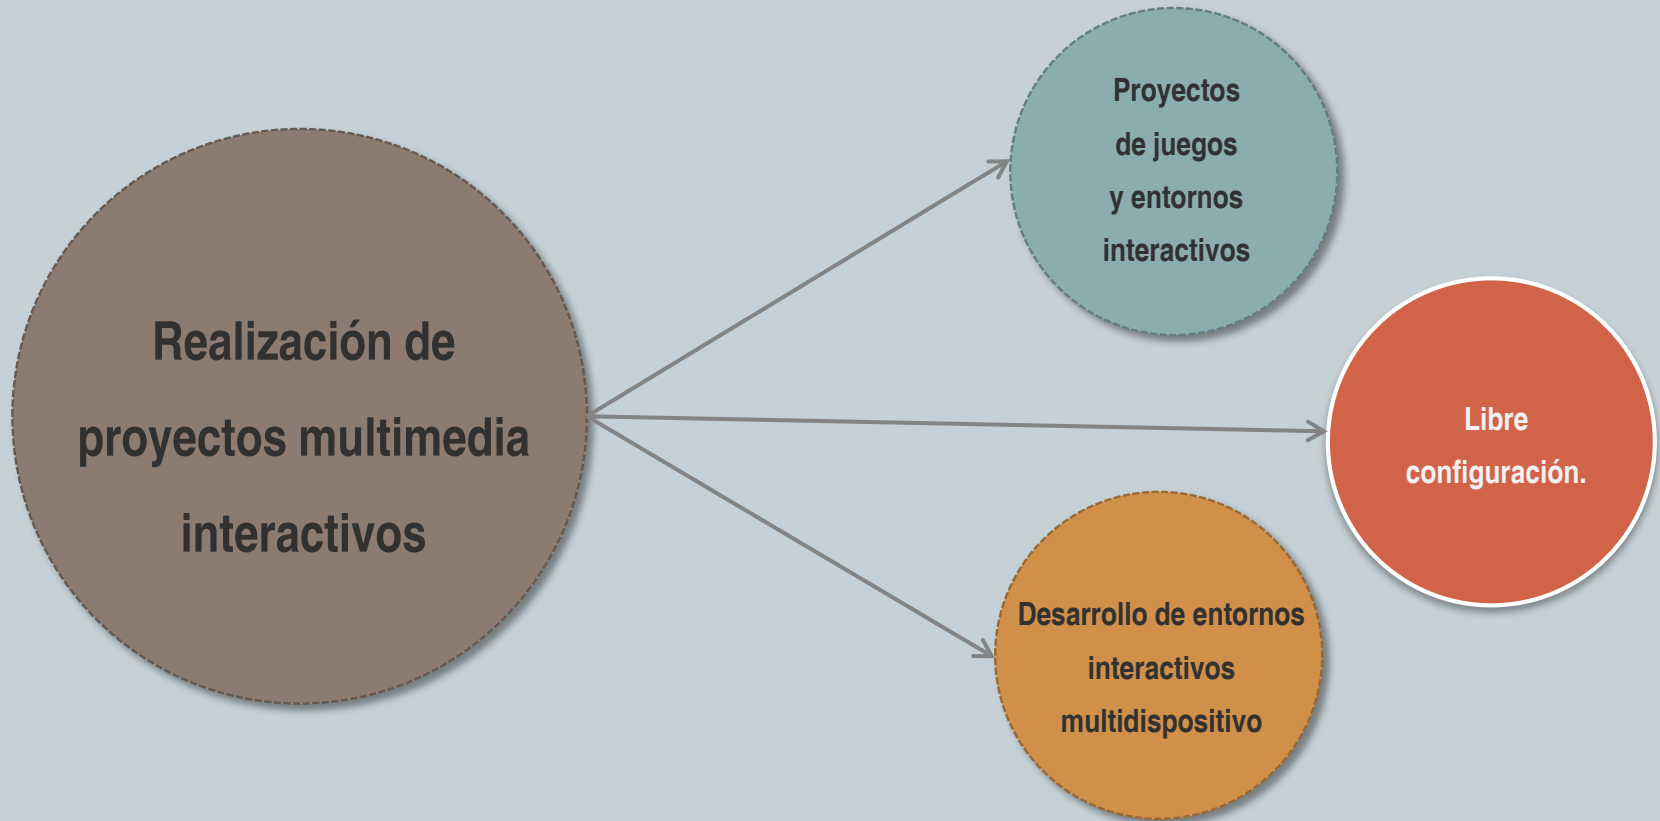 Realización de
proyectos multimedia
interactivos
Proyectos
de juegos
y entornos
interactivos
Libre
configuración.
Desarrollo de entornos
interactivos
multidispositivo